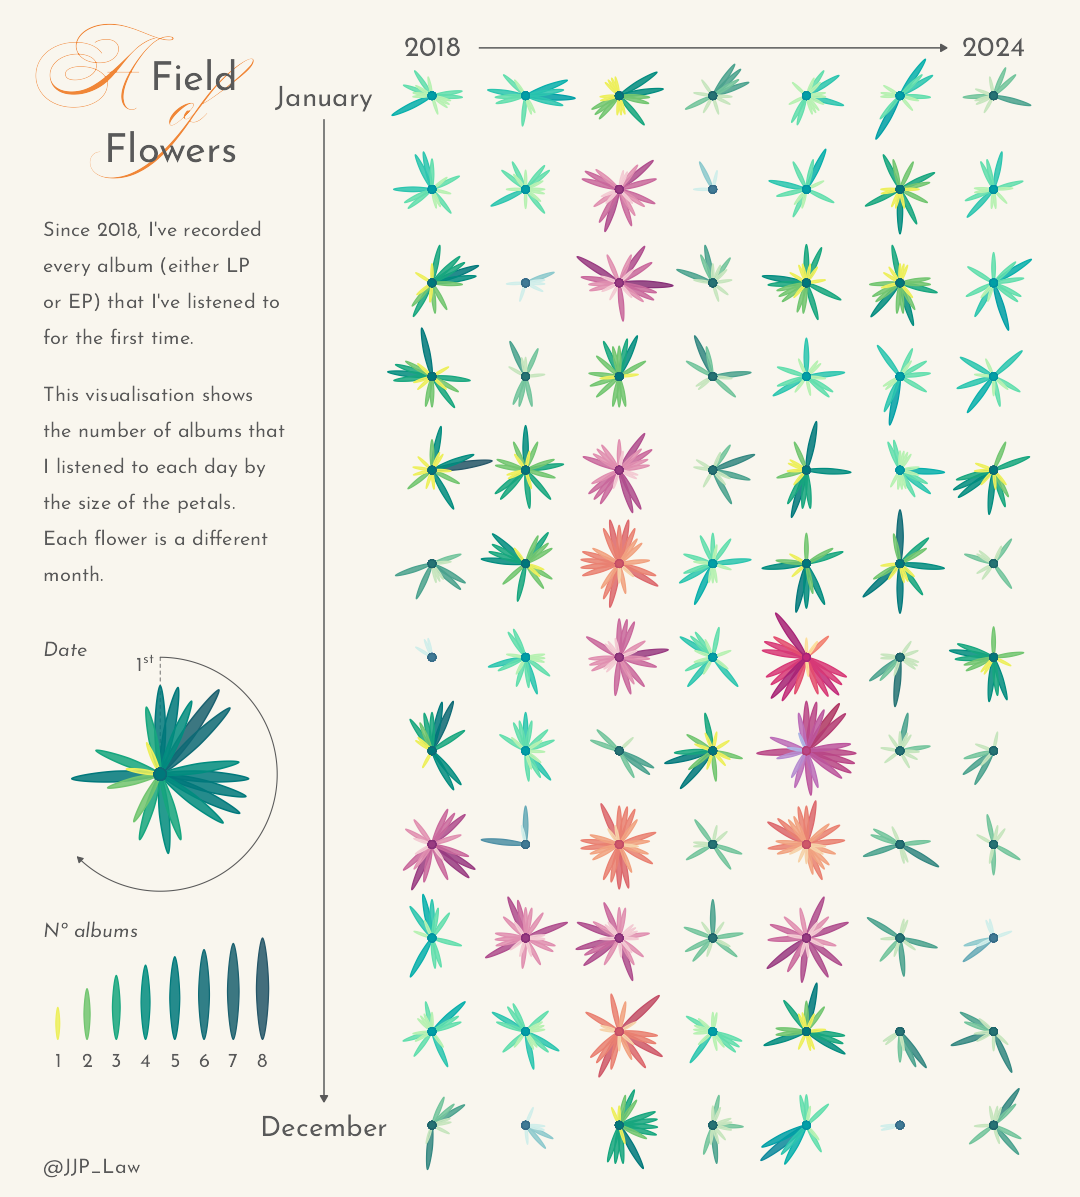 A Field
of
Flowers
2018
2024
January
Since 2018, I've recorded
every album (either LP
or EP) that I've listened to
for the first time.
This visualisation shows
the number of albums that
I listened to each day by
the size of the petals.
Each flower is a different
month.
Date
1st
Nº albums
1 2 3 4 5 6 7 8
December
@JJP_Law